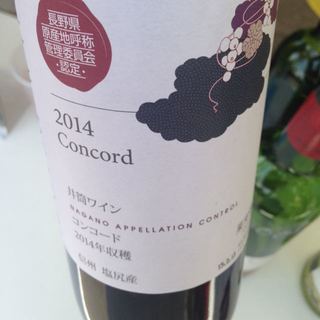 長野県
原産地呼称
管理委員会
・認定・
2014
Concord
井筒ワイン
NAGANO APPELLATION CONTROL
コンコード
2014年収穫
信州 塩尻産